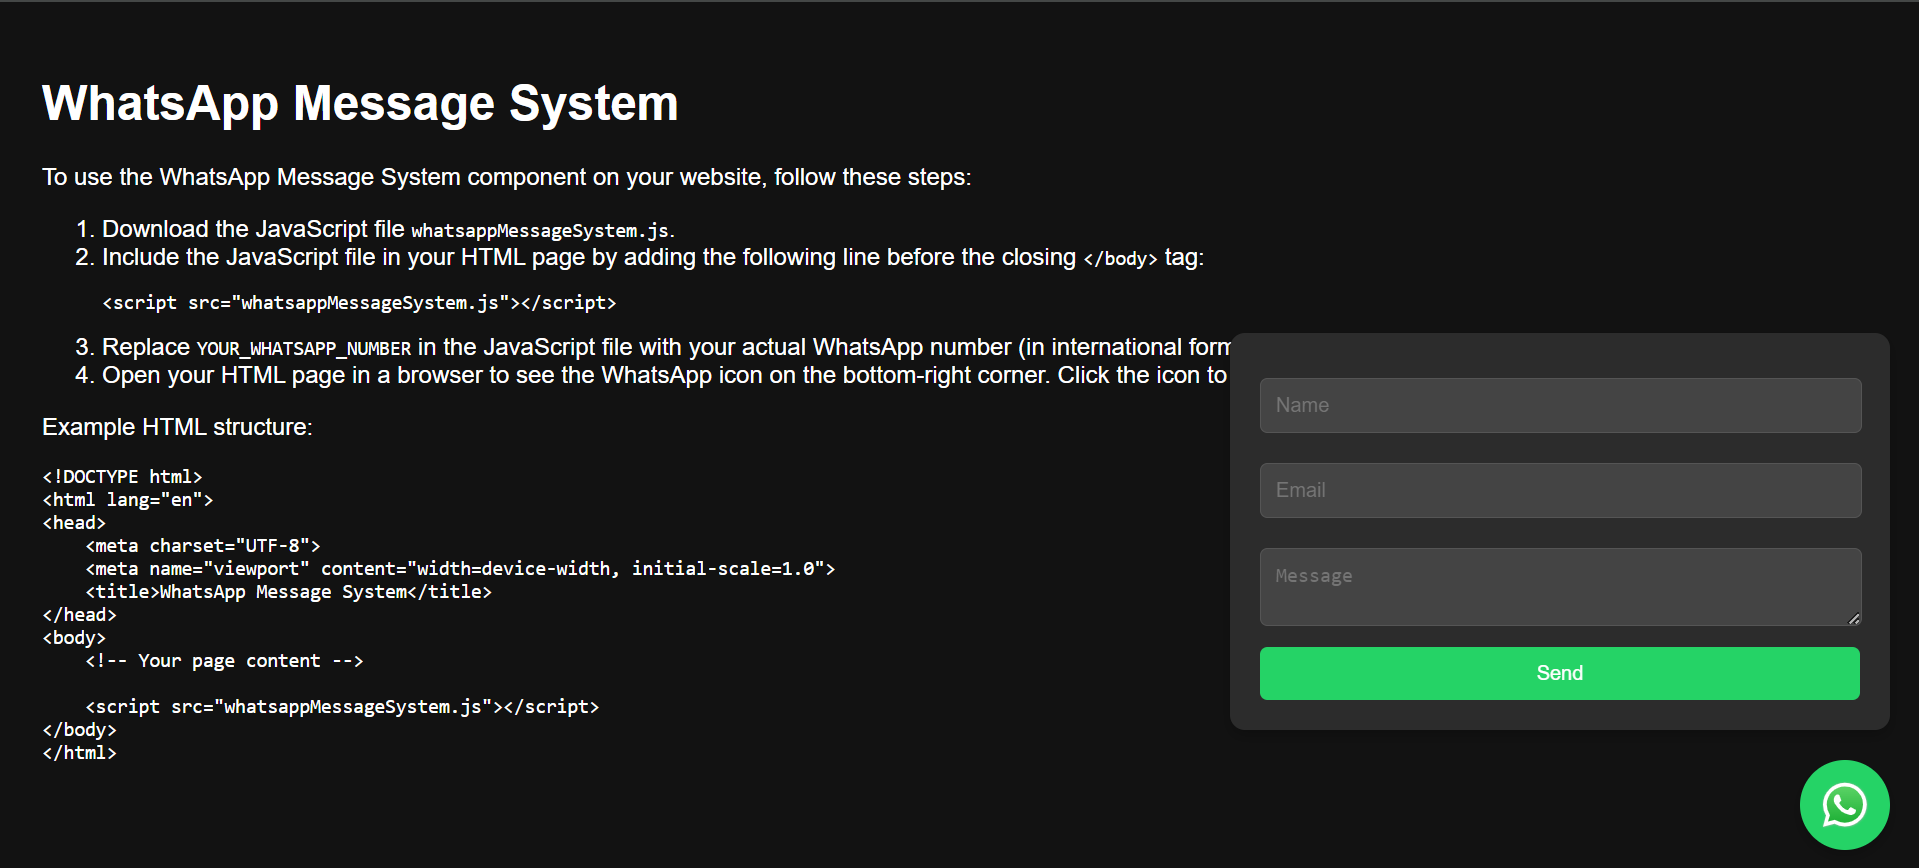 WhatsApp Message System
To use the WhatsApp Message System component on your website, follow these steps:
1. Download the JavaScript file whatsappMessageSystem.js.
2. Include the JavaScript file in your HTML page by adding the following line before the closing </body> tag:
<script src="whatsappMessageSystem.js"></script>
3. Replace YOUR_WHATSAPP_NUMBER in the JavaScript file with your actual WhatsApp number (in international form
4. Open your HTML page in a browser to see the WhatsApp icon on the bottom-right corner. Click the icon to
Example HTML structure:
<!DOCTYPE html>
<html lang="en">
<head>
    <meta charset="UTF-8">
    <meta name="viewport" content="width=device-width, initial-scale=1.0">
    <title>WhatsApp Message System</title>
</head>
<body>
    <!-- Your page content -->
    <script src="whatsappMessageSystem.js"></script>
</body>
</html>
Name
Email
Message
Send